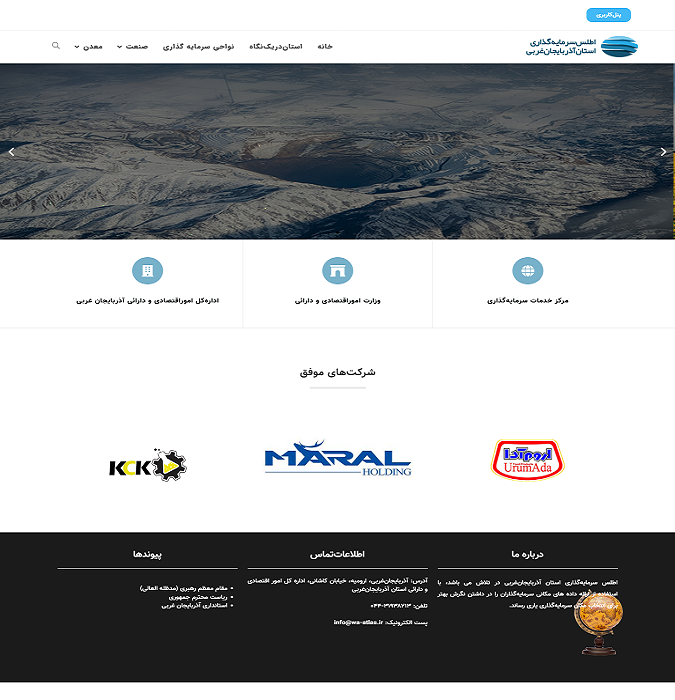 پنل کاربری
اطلس سرمایه‌گذاری
استان آذربایجان‌غربی
خانه
استان‌در‌یک‌نگاه
نواحی سرمایه گذاری
صنعت
معدن
مرکز خدمات سرمایه‌گذاری
وزارت اموراقتصادی و دارائی
اداره‌کل اموراقتصادی و دارائی آذربایجان غربی
شرکت‌های موفق
اروم‌آدا
UrumAda
MARAL
HOLDING
KCK
درباره ما
اطلس سرمایه‌گذاری استان آذربایجان‌غربی در تلاش می باشد، با
استفاده از ارائه داده های مکانی سرمایه‌گذاران را در داشتن نگرش بهتر
برای انتخاب مکان سرمایه‌گذاری یاری رساند.
اطلاعات‌تماس
آدرس: آذربایجان‌غربی، ارومیه، خیابان کاشانی، اداره کل امور اقتصادی
و دارائی استان آذربایجان‌غربی
تلفن: ۳۱۹۳۸۷۱۳-۰۴۴
پست الکترونیک: info@wa-atlas.ir
پیوندها
مقام معظم رهبری (مدظله العالی)
ریاست محترم جمهوری
استانداری آذربایجان غربی